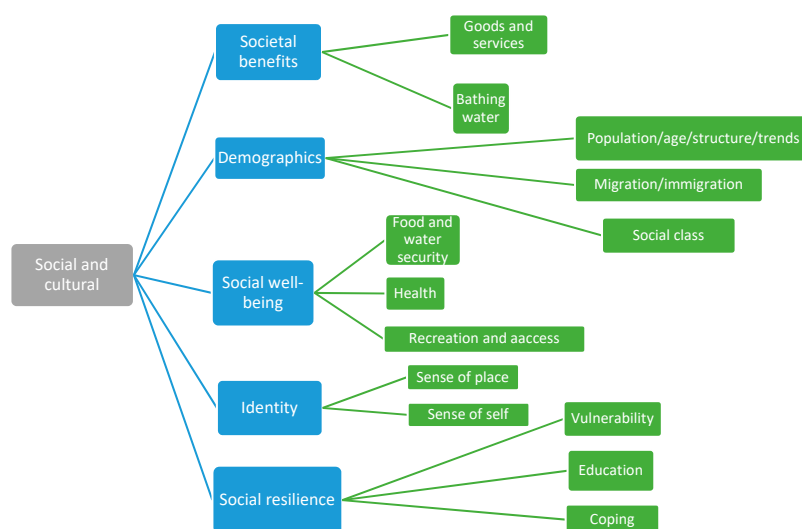 Social and
cultural
Societal
benefits
Goods and
services
Bathing
water
Demographics
Population/age/structure/trends
Migration/immigration
Social class
Social well-
being
Food and
water
security
Health
Recreation and aaccess
Identity
Sense of place
Sense of self
Social resilience
Vulnerability
Education
Coping